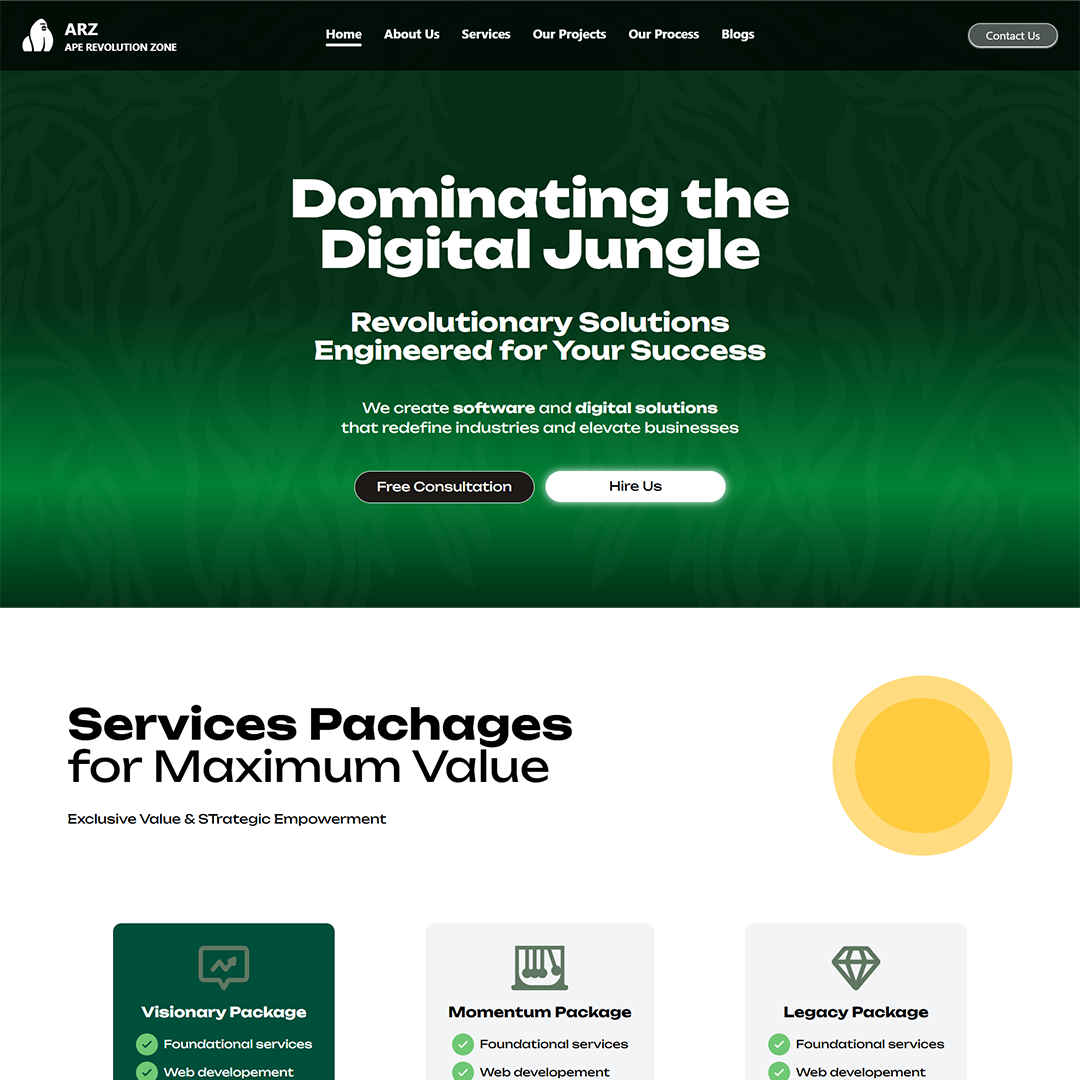 ARZ
APE REVOLUTION ZONE
Home
About Us
Services
Our Projects
Our Process
Blogs
Contact Us
Dominating the
Digital Jungle
Revolutionary Solutions
Engineered for Your Success
We create software and digital solutions
that redefine industries and elevate businesses
Free Consultation
Hire Us
Services Pachages
for Maximum Value
Exclusive Value & STrategic Empowerment
Visionary Package
Foundational services
Web developement
Momentum Package
Foundational services
Web developement
Legacy Package
Foundational services
Web developement